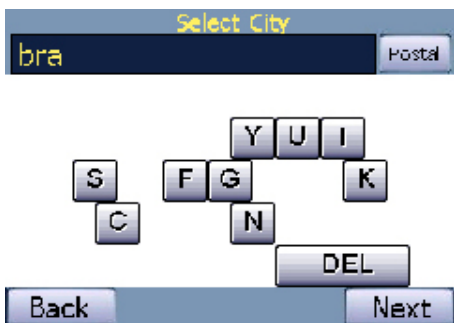 Select City
bra Postal
Y U I
S F G K
C N
DEL
Back Next